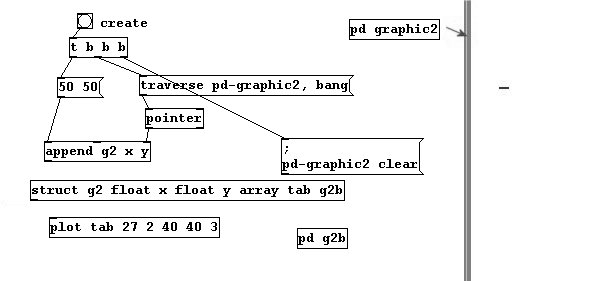 create
pd graphic2
t b b b
50 50
traverse pd-graphic2, bang
pointer
append g2 x y
;
pd-graphic2 clear
struct g2 float x float y array tab g2b
plot tab 27 2 40 40 3
pd g2b